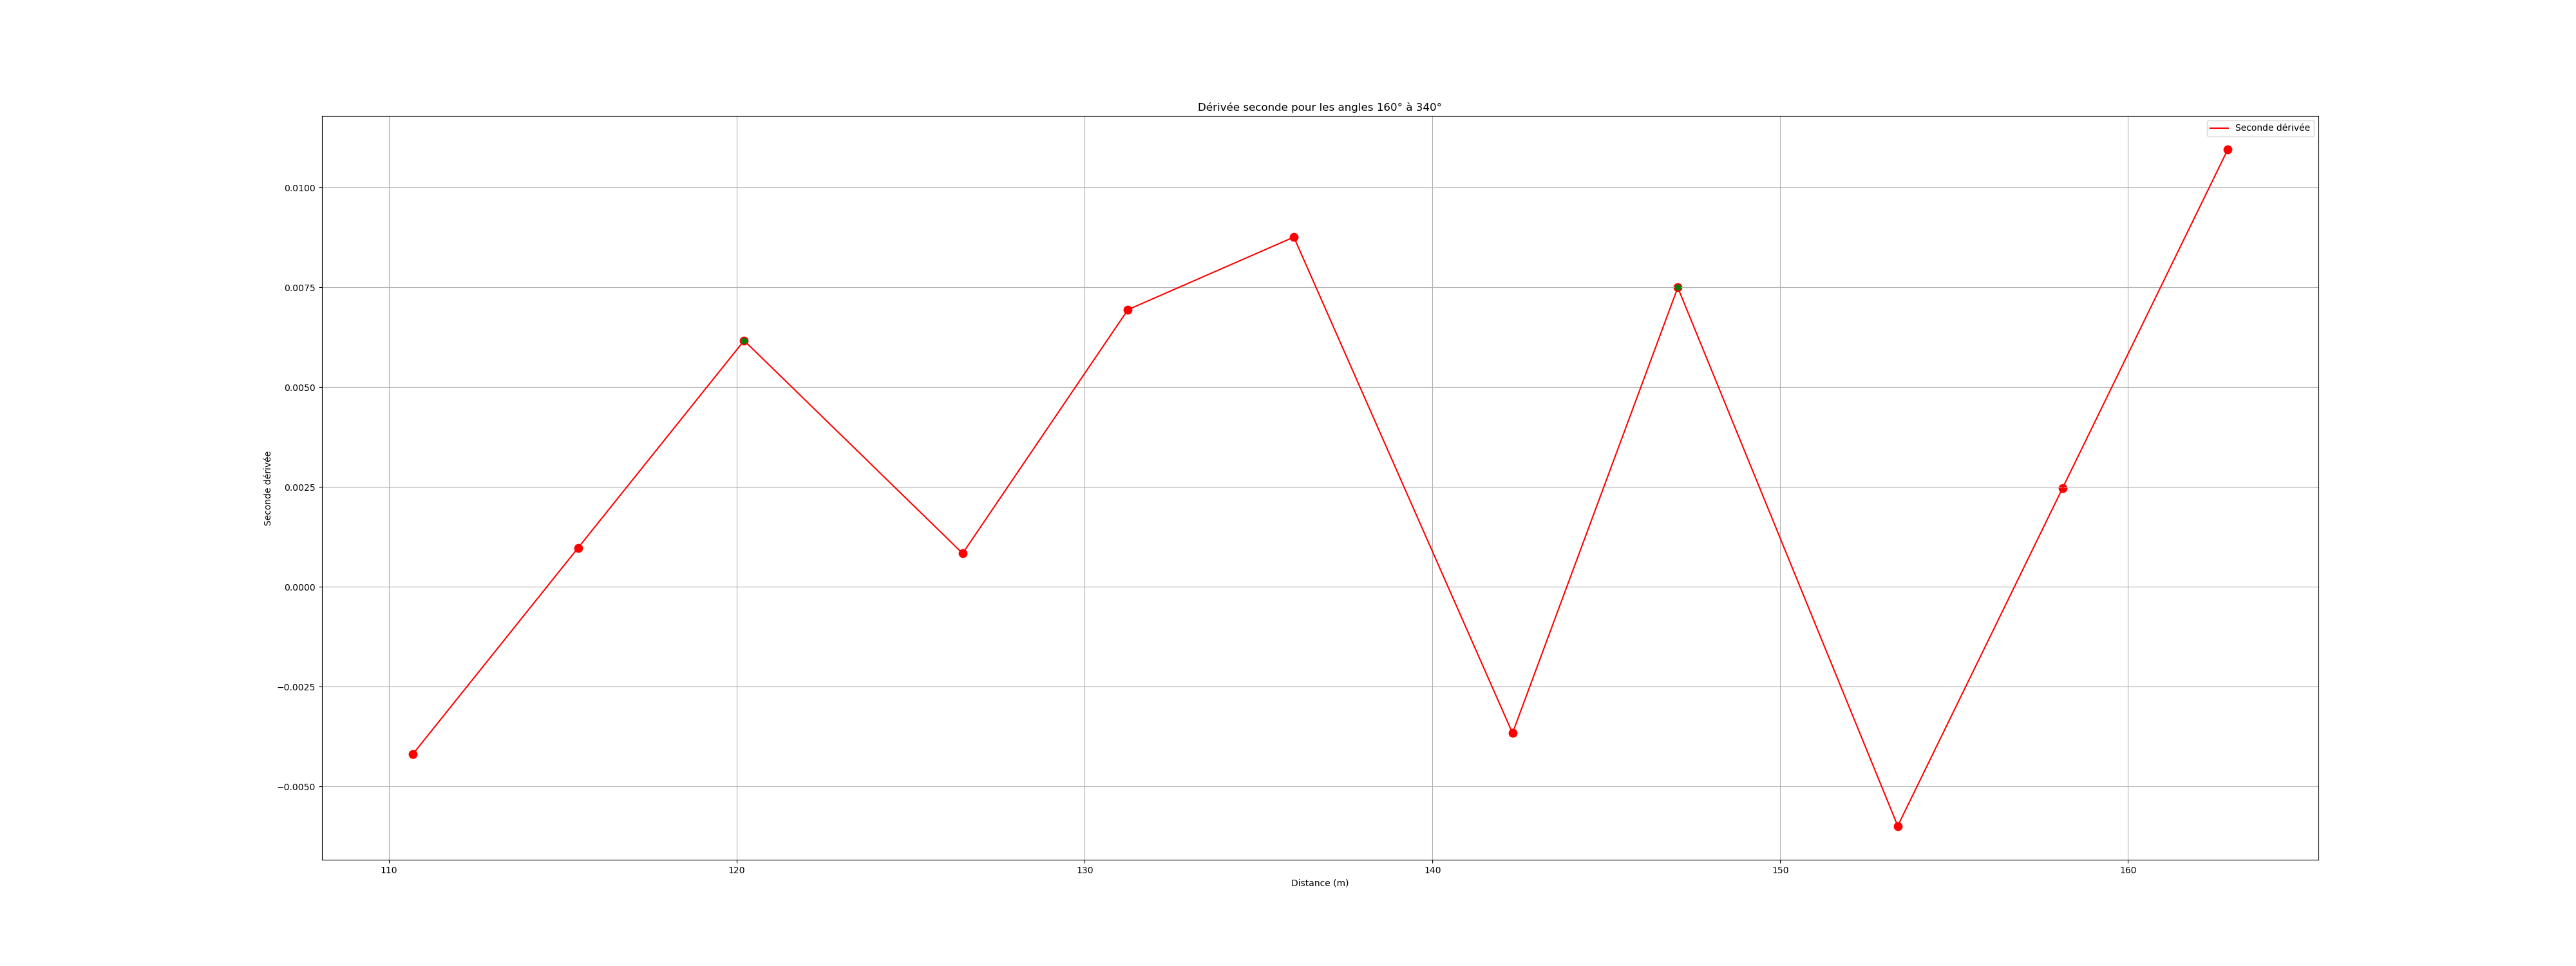 Dérivée seconde pour les angles 160° à 340°
Seconde dérivée
0.0100
0.0075
0.0050
0.0025
0.0000
−0.0025
−0.0050
Seconde dérivée
110 120 130 140 150 160
Distance (m)